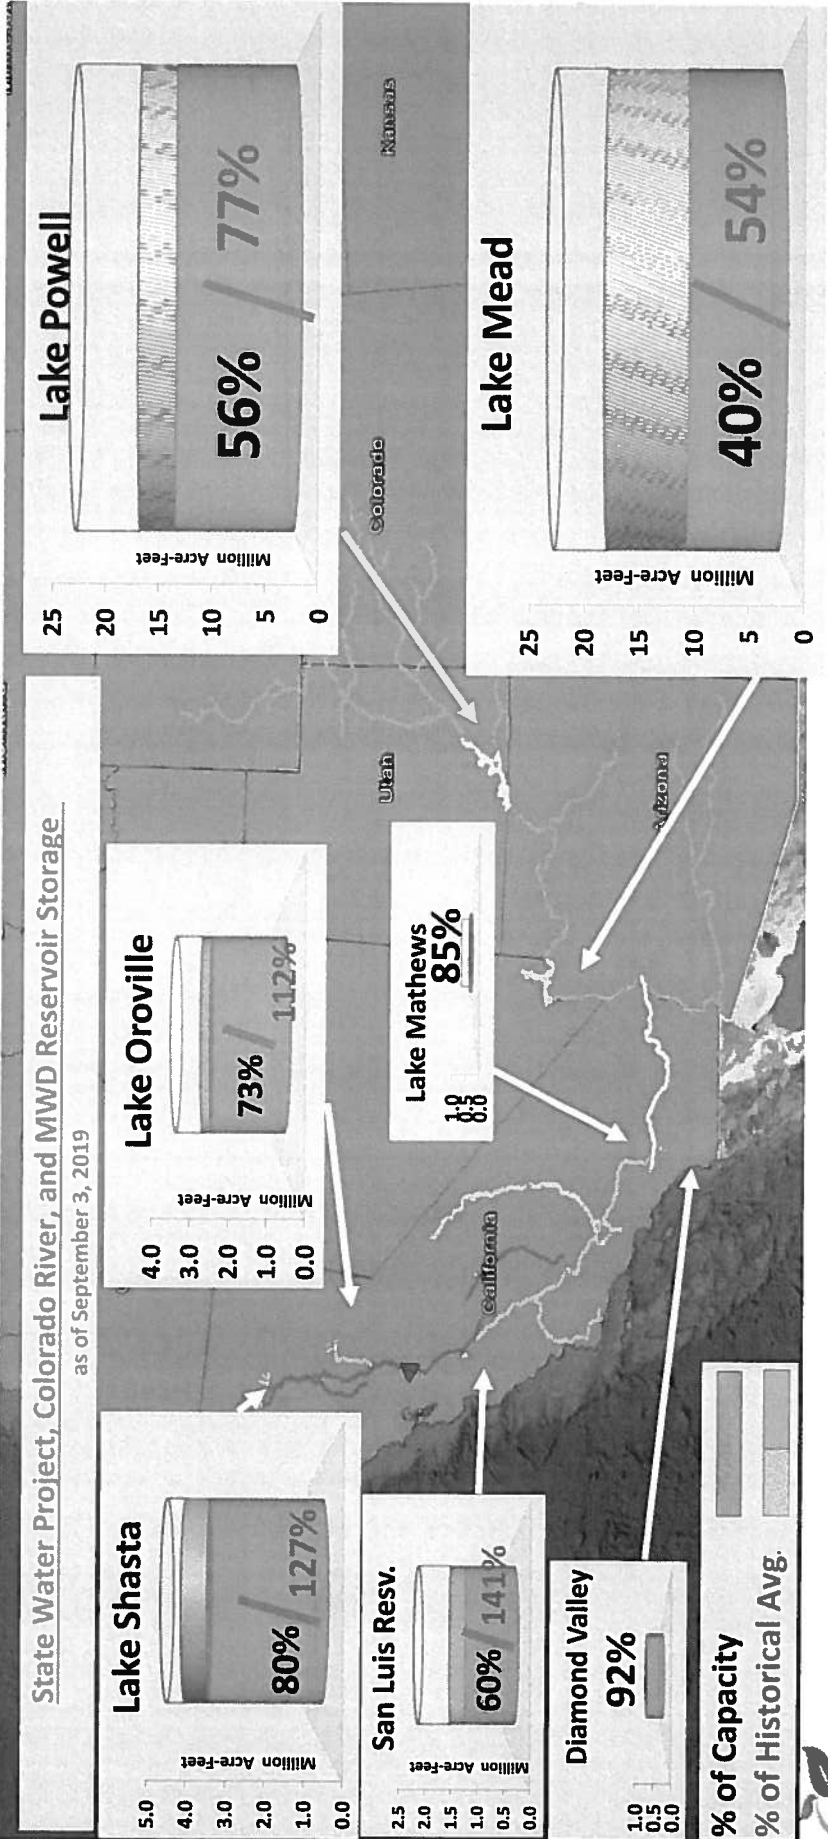 State Water Project, Colorado River, and MWD Reservoir Storage
as of September 3, 2019
Lake Shasta
5.0
4.0
3.0
2.0
1.0
0.0
Million Acre-Feet
80% / 127%
San Luis Resv.
2.5
2.0
1.5
1.0
0.5
0.0
Million Acre-Feet
60% / 141%
Diamond Valley
1.0
0.5
0.0
92%
% of Capacity
% of Historical Avg.
Lake Oroville
4.0
3.0
2.0
1.0
0.0
Million Acre-Feet
73% / 112%
Lake Mathews
1.0
0.5
0.0
85%
California
Utah
Arizona
Colorado
Kansas
Lake Powell
25
20
15
10
5
0
Million Acre-Feet
56% / 77%
Lake Mead
25
20
15
10
5
0
Million Acre-Feet
40% / 54%